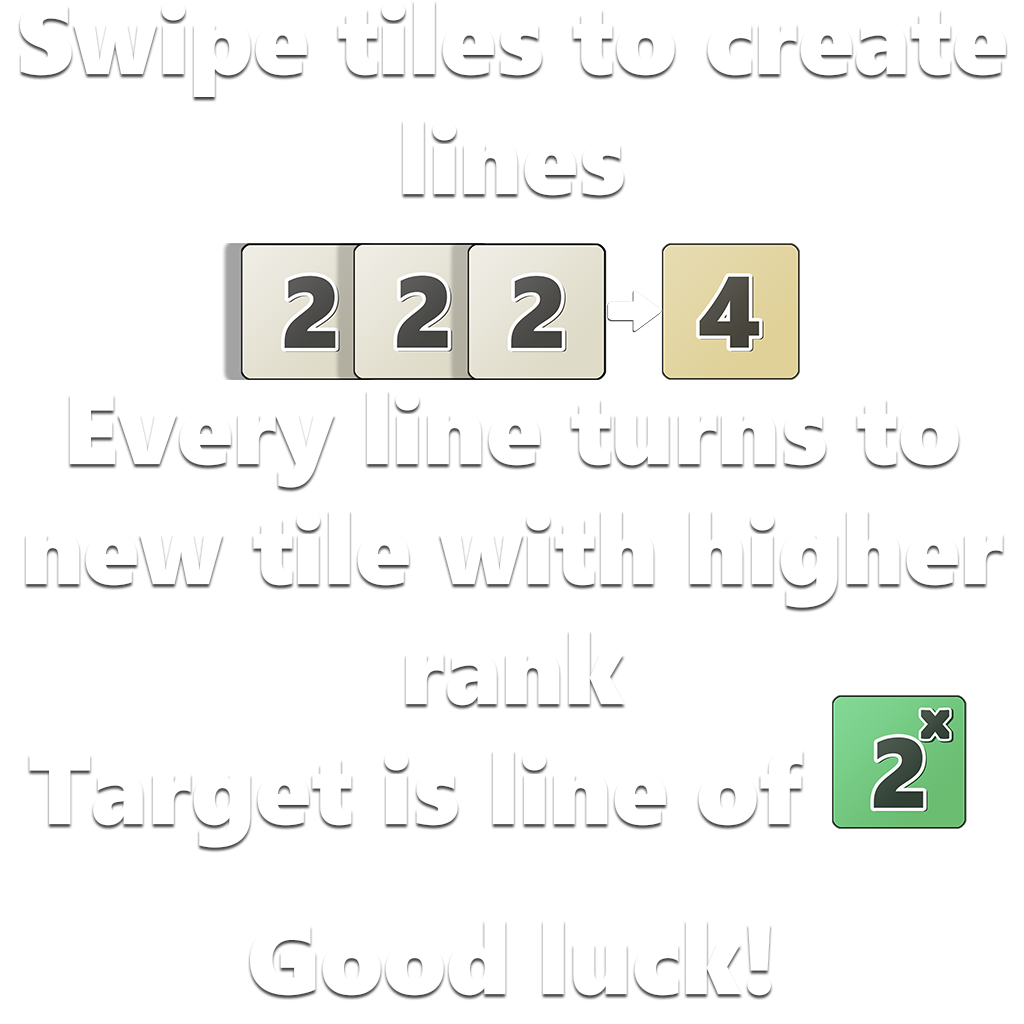 Swipe tiles to create
lines
2 2 2 4
Every line turns to
new tile with higher
rank
Target is line of 2ˣ
Good luck!